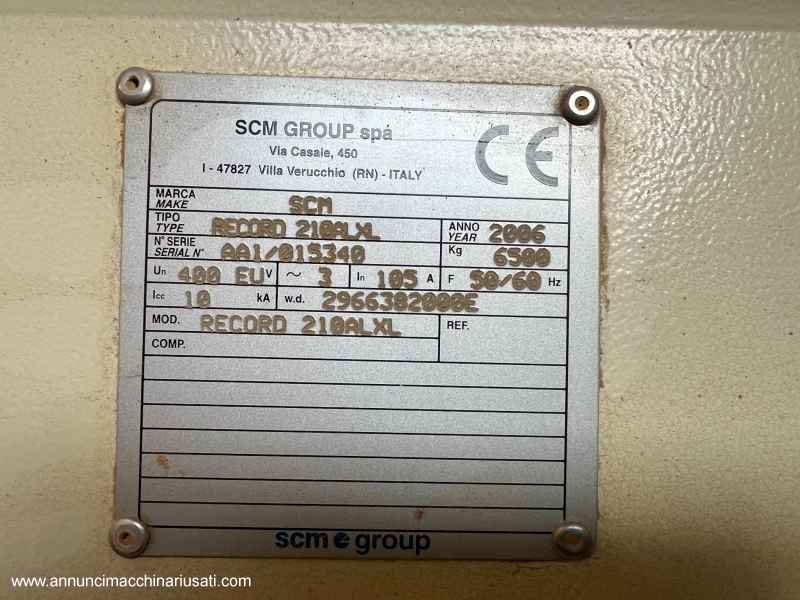 SCM GROUP spa
Via Casale, 450
I - 47827 Villa Verucchio (RN) - ITALY
CE
MARCA
MAKE SCM
TIPO
TYPE RECORD 210ALXL
ANNO
YEAR 2006
N° SERIE
SERIAL N° AA1/015340
Kg 6500
Un 400 EU V ~ 3 In 105 A F 50/60 Hz
Icc 10 kA w.d. 2966382000E
MOD. RECORD 210ALXL REF.
COMP.
scm group
www.annuncimacchinariusati.com